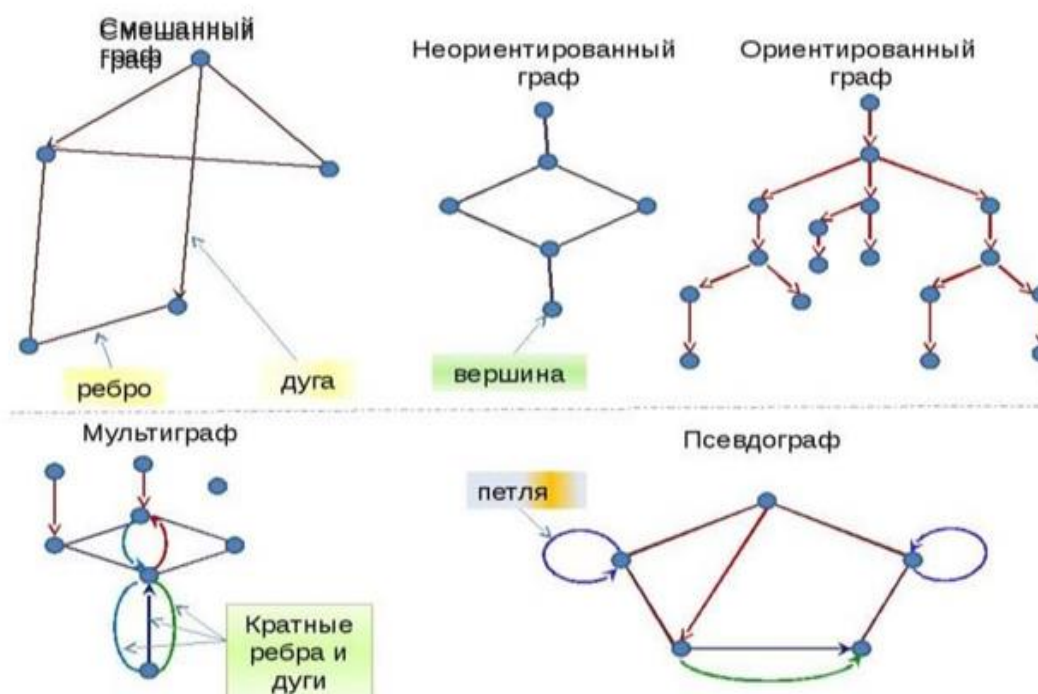 Смешанный
граф
Неориентированный
граф
Ориентированный
граф
ребро
дуга
вершина
Мультиграф
Псевдограф
петля
Кратные
ребра и
дуги